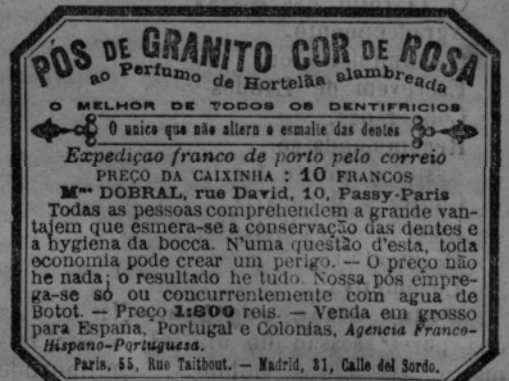 PÓS DE GRANITO COR DE ROSA
ao Perfumo de Hortelãa alambreada
O MELHOR DE TODOS OS DENTIFRICIOS
O unico que não altera o esmalte das dentes
Expediçao franco de porto pelo correio
PREÇO DA CAIXINHA : 10 FRANCOS
Mme DOBRAL, rue David, 10, Passy-Paris
Todas as pessoas comprehendem a grande van-
tajem que esmera-se a conservação das dentes e
a hygiena da bocca. N'uma questão d'esta, toda
economia pode crear um perigo. — O preço não
he nada; o resultado he tudo. Nossa pós empre-
ga-se só ou concurrentemente com agua de
Botot. — Preço 1:800 reis. — Venda em grosso
para España, Portugal e Colonias, Agencia Franco-
Hispano-Portuguesa.
Paris, 55, Rue Taitbout. — Madrid, 31, Calle del Sordo.